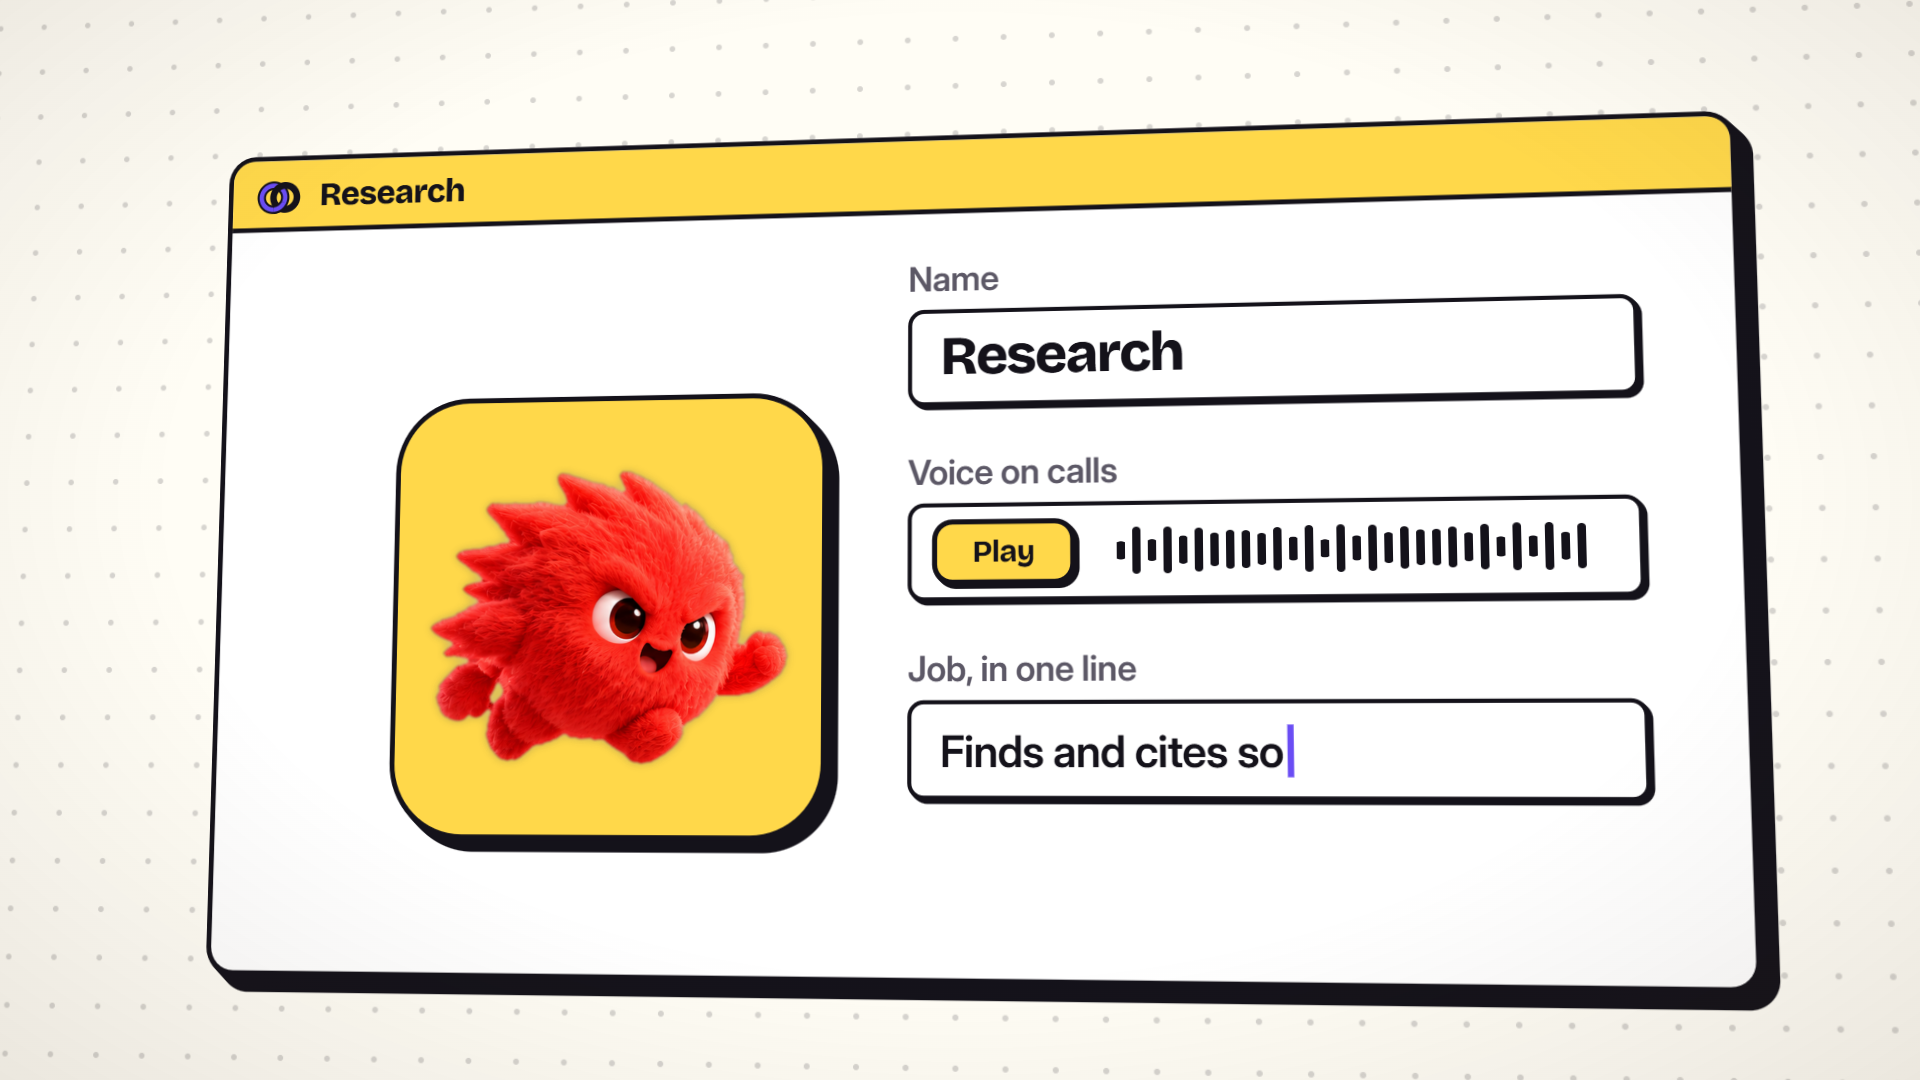 Research
Name
Research
Voice on calls
Play
Job, in one line
Finds and cites so